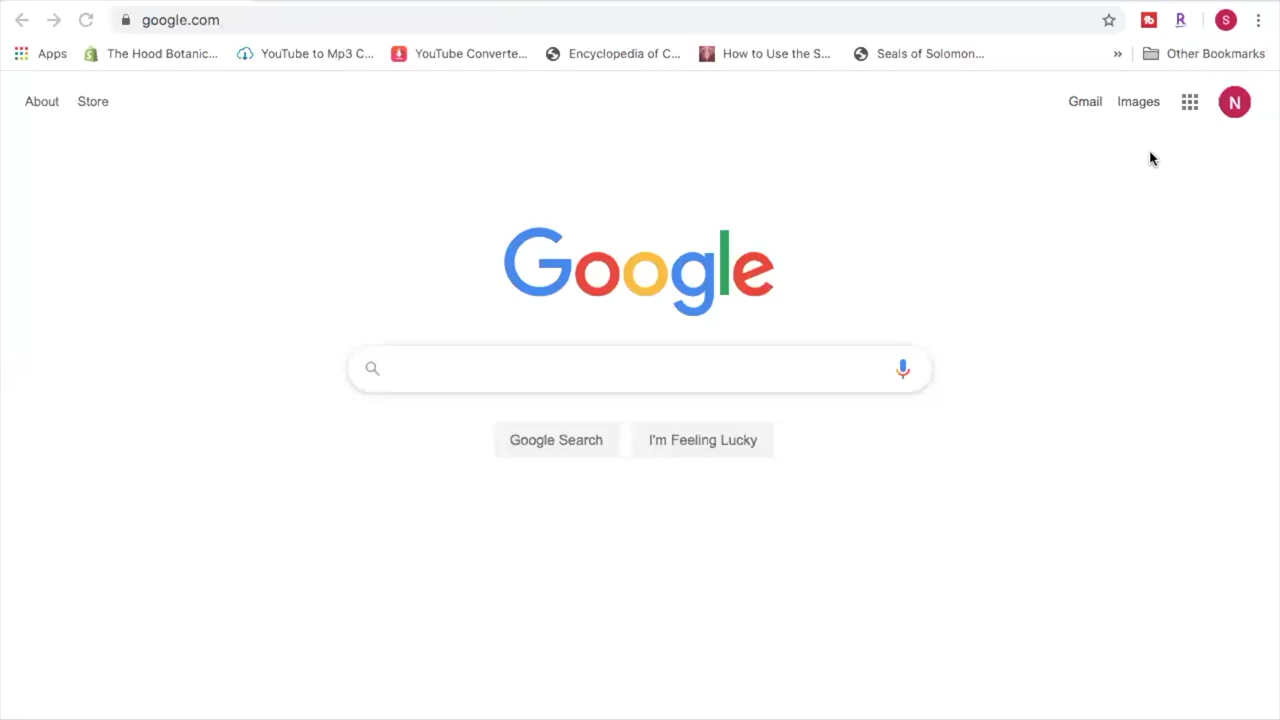 google.com
S
Apps The Hood Botanic... YouTube to Mp3 C... YouTube Converte... Encyclopedia of C... How to Use the S... Seals of Solomon... » Other Bookmarks
About Store Gmail Images N
Google
Google Search I'm Feeling Lucky